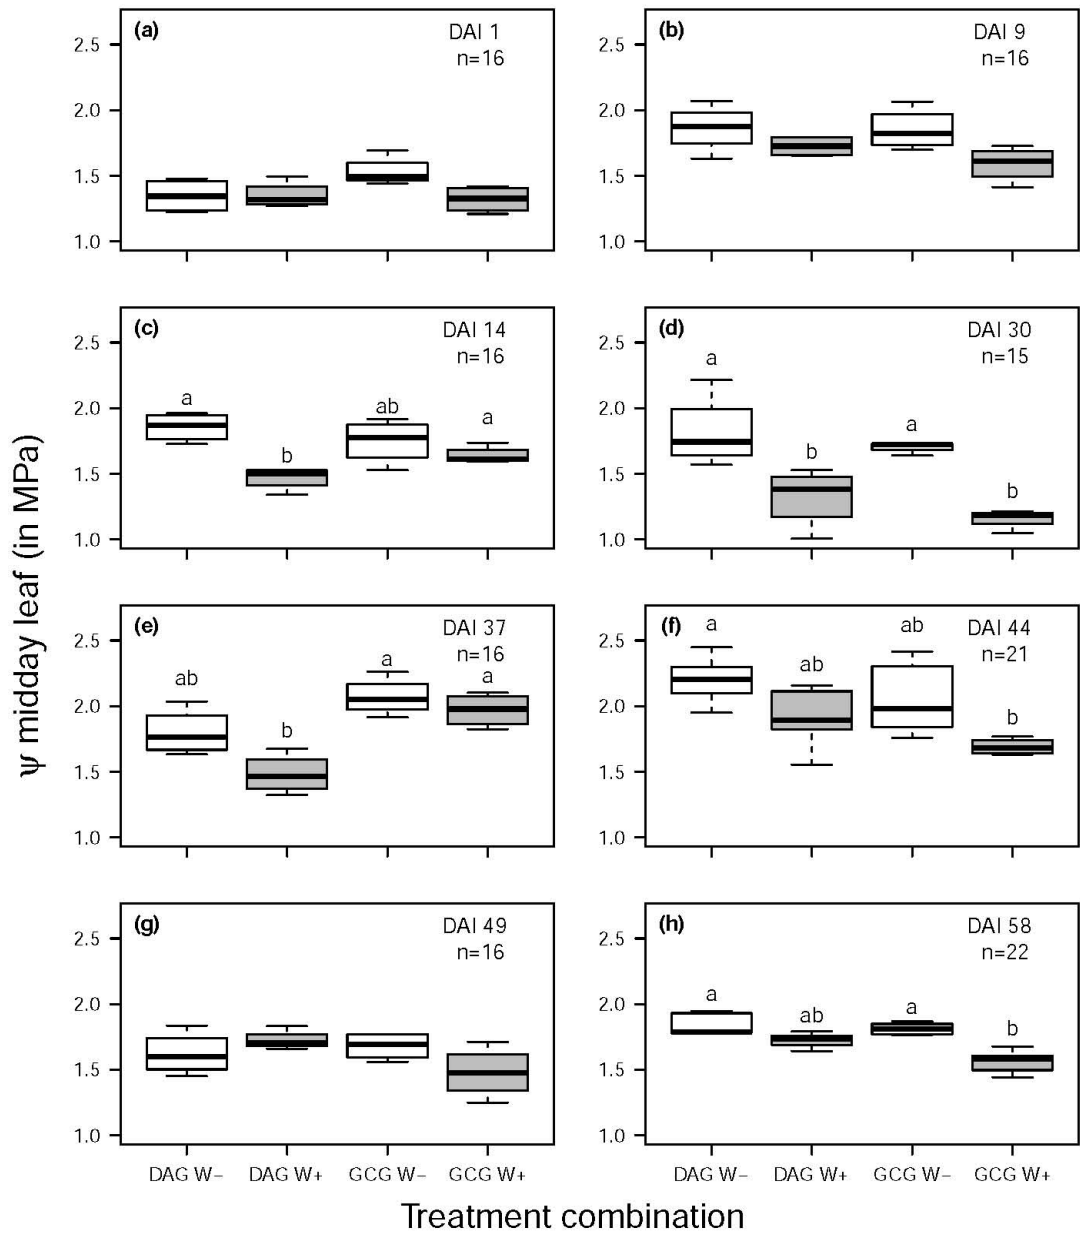 (a)
DAI 1
n=16
2.5
2.0
1.5
1.0
(b)
DAI 9
n=16
2.5
2.0
1.5
1.0
(c)
DAI 14
n=16
2.5
2.0
1.5
1.0
a
b
ab
a
(d)
DAI 30
n=15
2.5
2.0
1.5
1.0
a
b
a
b
(e)
DAI 37
n=16
2.5
2.0
1.5
1.0
ab
b
a
a
(f)
DAI 44
n=21
2.5
2.0
1.5
1.0
a
ab
ab
b
(g)
DAI 49
n=16
2.5
2.0
1.5
1.0
DAG W− DAG W+ GCG W− GCG W+
(h)
DAI 58
n=22
2.5
2.0
1.5
1.0
a
ab
a
b
DAG W− DAG W+ GCG W− GCG W+
ψ midday leaf (in MPa)
Treatment combination